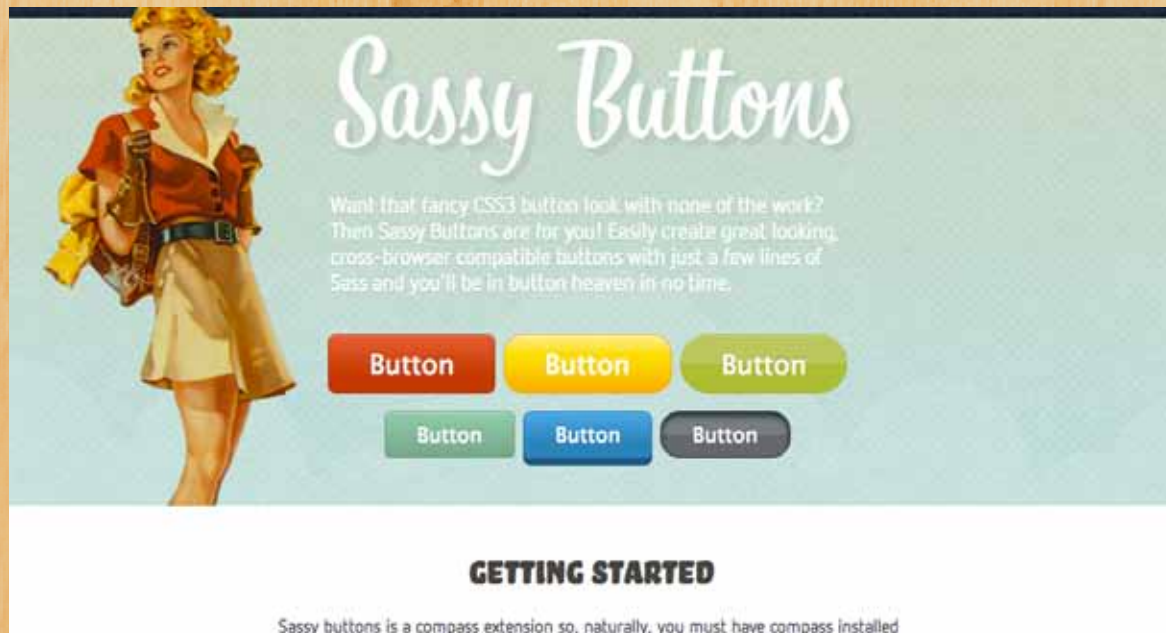 Sassy Buttons
Want that fancy CSS3 button look with none of the work?
Then Sassy Buttons are for you! Easily create great looking,
cross-browser compatible buttons with just a few lines of
Sass and you'll be in button heaven in no time.
Button Button Button
Button Button Button
GETTING STARTED
Sassy buttons is a compass extension so, naturally, you must have compass installed